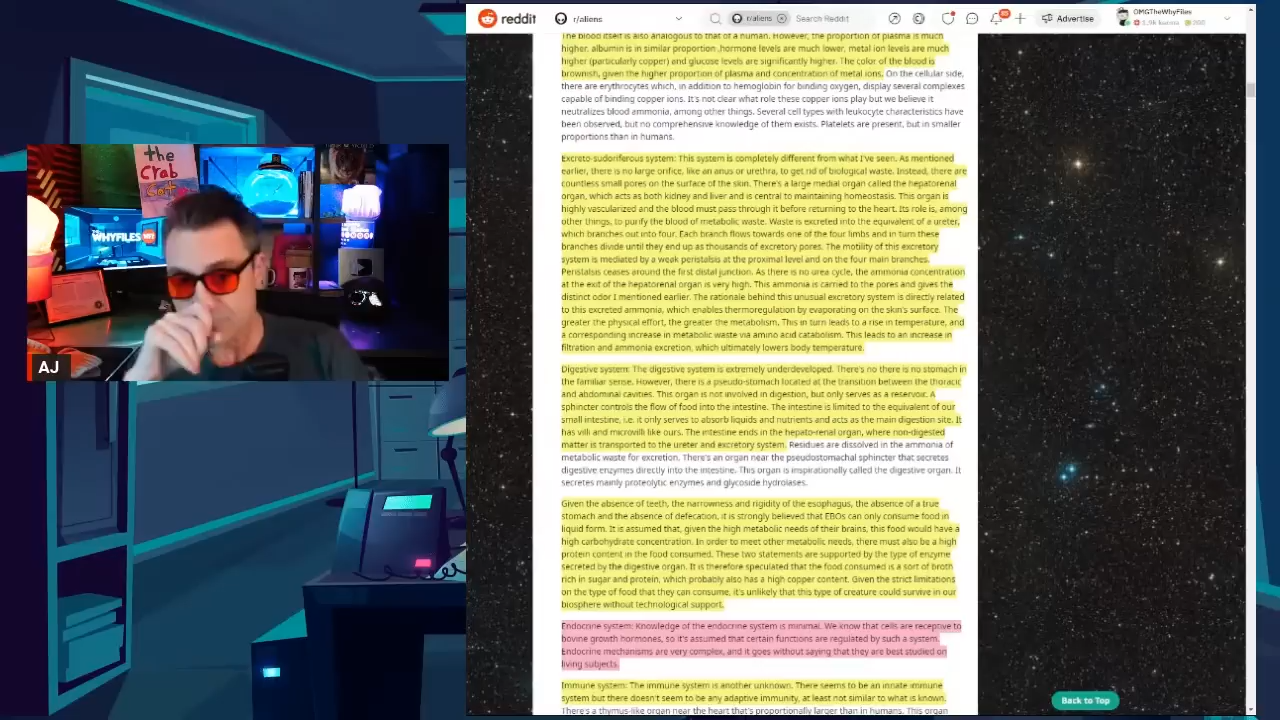 reddit
r/aliens
r/aliens
Search Reddit
85
Advertise
OMGTheWhyFiles
The blood itself is also analogous to that of a human. However, the proportion of plasma is much
higher, albumin is in similar proportion ,hormone levels are much lower, metal ion levels are much
higher (particularly copper) and glucose levels are significantly higher. The color of the blood is
brownish, given the higher proportion of plasma and concentration of metal ions. On the cellular side,
there are erythrocytes which, in addition to hemoglobin for binding oxygen, display several complexes
capable of binding copper ions. It's not clear what role these copper ions play but we believe it
neutralizes blood ammonia, among other things. Several cell types with leukocyte characteristics have
been observed, but no comprehensive knowledge of them exists. Platelets are present, but in smaller
proportions than in humans.
Excreto-sudoriferous system: This system is completely different from what I've seen. As mentioned
earlier, there is no large orifice, like an anus or urethra, to get rid of biological waste. Instead, there are
countless small pores on the surface of the skin. There's a large medial organ called the hepatorenal
organ, which acts as both kidney and liver and is central to maintaining homeostasis. This organ is
highly vascularized and the blood must pass through it before returning to the heart. Its role is, among
other things, to purify the blood of metabolic waste. Waste is excreted into the equivalent of a ureter,
which branches out into four. Each branch flows towards one of the four limbs and in turn these
branches divide until they end up as thousands of excretory pores. The motility of this excretory
system is mediated by a weak peristalsis at the proximal level and on the four main branches.
Peristalsis ceases around the first distal junction. As there is no urea cycle, the ammonia concentration
at the exit of the hepatorenal organ is very high. This ammonia is carried to the pores and gives the
distinct odor I mentioned earlier. The rationale behind this unusual excretory system is directly related
to this excreted ammonia, which enables thermoregulation by evaporating on the skin's surface. The
greater the physical effort, the greater the metabolism. This in turn leads to a rise in temperature, and
a corresponding increase in metabolic waste via amino acid catabolism. This leads to an increase in
filtration and ammonia excretion, which ultimately lowers body temperature.
Digestive system: The digestive system is extremely underdeveloped. There's no there is no stomach in
the familiar sense. However, there is a pseudo-stomach located at the transition between the thoracic
and abdominal cavities. This organ is not involved in digestion, but only serves as a reservoir. A
sphincter controls the flow of food into the intestine. The intestine is limited to the equivalent of our
small intestine, i.e. it only serves to absorb liquids and nutrients and acts as the main digestion site. It
has villi and microvilli like ours. The intestine ends in the hepato-renal organ, where non-digested
matter is transported to the ureter and excretory system. Residues are dissolved in the ammonia of
metabolic waste for excretion. There's an organ near the pseudostomachal sphincter that secretes
digestive enzymes directly into the intestine. This organ is inspirationally called the digestive organ. It
secretes mainly proteolytic enzymes and glycoside hydrolases.
Given the absence of teeth, the narrowness and rigidity of the esophagus, the absence of a true
stomach and the absence of defecation, it is strongly believed that EBOs can only consume food in
liquid form. It is assumed that, given the high metabolic needs of their brains, this food would have a
high carbohydrate concentration. In order to meet other metabolic needs, there must also be a high
protein content in the food consumed. These two statements are supported by the type of enzyme
secreted by the digestive organ. It is therefore speculated that the food consumed is a sort of broth
rich in sugar and protein, which probably also has a high copper content. Given the strict limitations
on the type of food that they can consume, it's unlikely that this type of creature could survive in our
biosphere without technological support.
Endocrine system: Knowledge of the endocrine system is minimal. We know that cells are receptive to
bovine growth hormones, so it's assumed that certain functions are regulated by such a system.
Endocrine mechanisms are very complex, and it goes without saying that they are best studied on
living subjects.
Immune system: The immune system is another unknown. There seems to be an innate immune
system but there doesn't seem to be any adaptive immunity, at least not similar to what is known.
There's a thymus-like organ near the heart that's proportionally larger than in humans. This organ
Back to Top
the
Crab
Cat
THE
WHYFILES
AJ